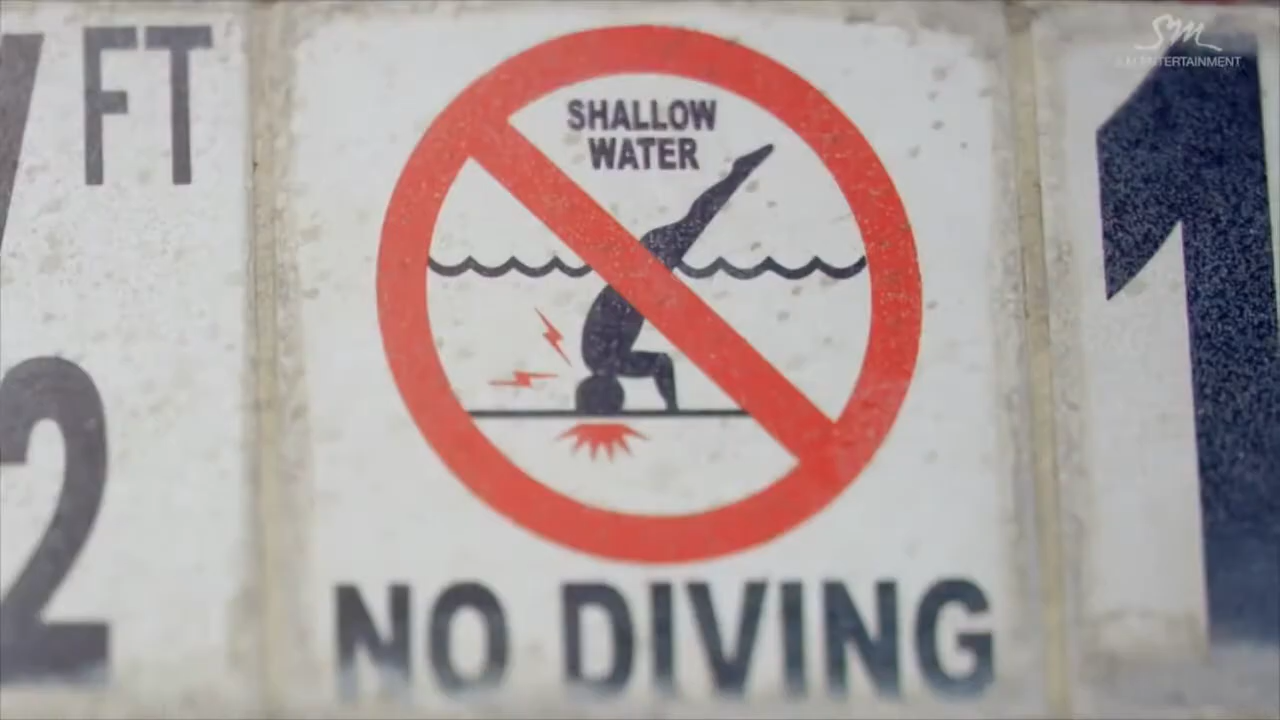 FT
2
SHALLOW
WATER
NO DIVING
1
SM
S.M.ENTERTAINMENT